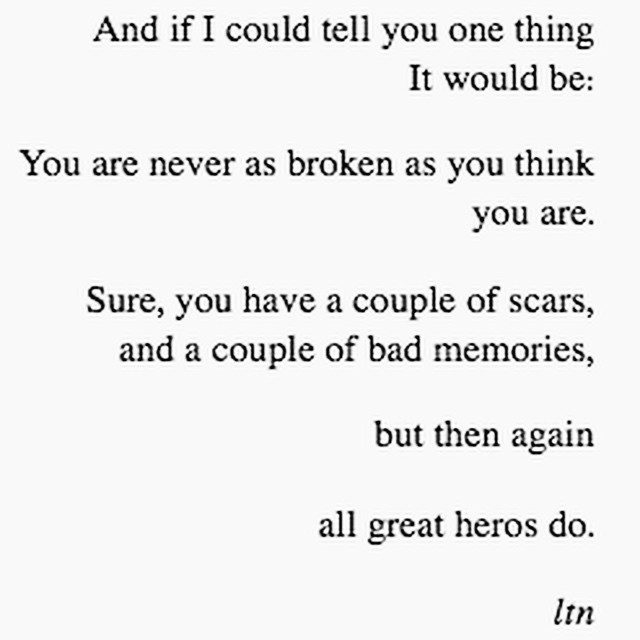 And if I could tell you one thing
It would be:
You are never as broken as you think
you are.
Sure, you have a couple of scars,
and a couple of bad memories,
but then again
all great heros do.
ltn